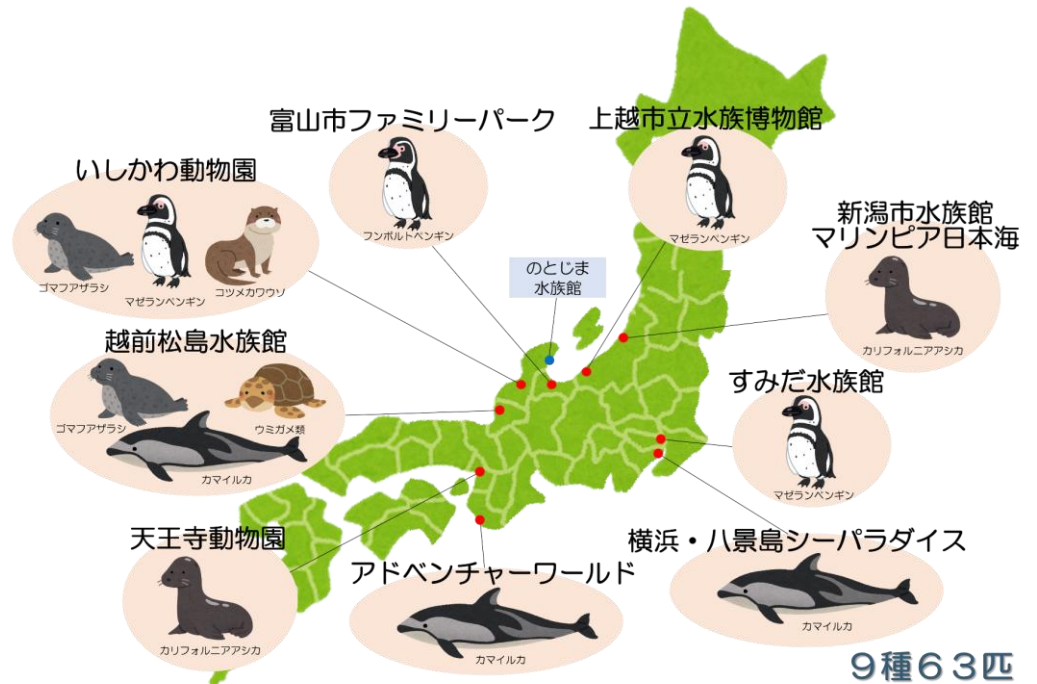 富山市ファミリーパーク
フンボルトペンギン
上越市立水族博物館
マゼランペンギン
いしかわ動物園
ゴマフアザラシ
マゼランペンギン
コツメカワウソ
新潟市水族館
マリンピア日本海
カリフォルニアアシカ
のとじま
水族館
越前松島水族館
ゴマフアザラシ
ウミガメ類
カマイルカ
すみだ水族館
マゼランペンギン
天王寺動物園
カリフォルニアアシカ
アドベンチャーワールド
カマイルカ
横浜・八景島シーパラダイス
カマイルカ
９種６３匹